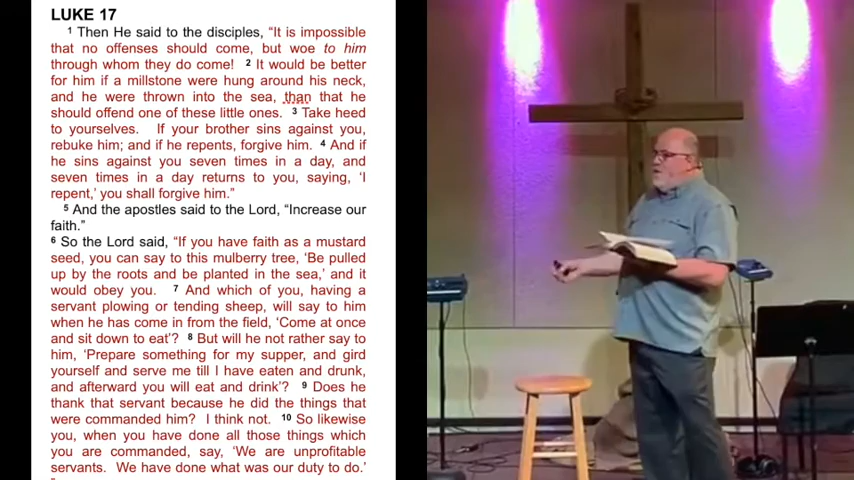 LUKE 17
1 Then He said to the disciples, “It is impossible
that no offenses should come, but woe to him
through whom they do come! 2 It would be better
for him if a millstone were hung around his neck,
and he were thrown into the sea, than that he
should offend one of these little ones. 3 Take heed
to yourselves. If your brother sins against you,
rebuke him; and if he repents, forgive him. 4 And if
he sins against you seven times in a day, and
seven times in a day returns to you, saying, ‘I
repent,’ you shall forgive him.”
5 And the apostles said to the Lord, “Increase our
faith.”
6 So the Lord said, “If you have faith as a mustard
seed, you can say to this mulberry tree, ‘Be pulled
up by the roots and be planted in the sea,’ and it
would obey you. 7 And which of you, having a
servant plowing or tending sheep, will say to him
when he has come in from the field, ‘Come at once
and sit down to eat’? 8 But will he not rather say to
him, ‘Prepare something for my supper, and gird
yourself and serve me till I have eaten and drunk,
and afterward you will eat and drink’? 9 Does he
thank that servant because he did the things that
were commanded him? I think not. 10 So likewise
you, when you have done all those things which
you are commanded, say, ‘We are unprofitable
servants. We have done what was our duty to do.’
”